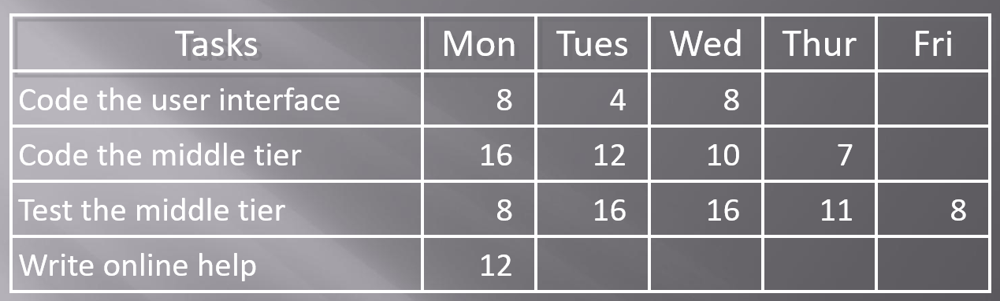 Tasks Mon Tues Wed Thur Fri
Code the user interface 8 4 8
Code the middle tier 16 12 10 7
Test the middle tier 8 16 16 11 8
Write online help 12